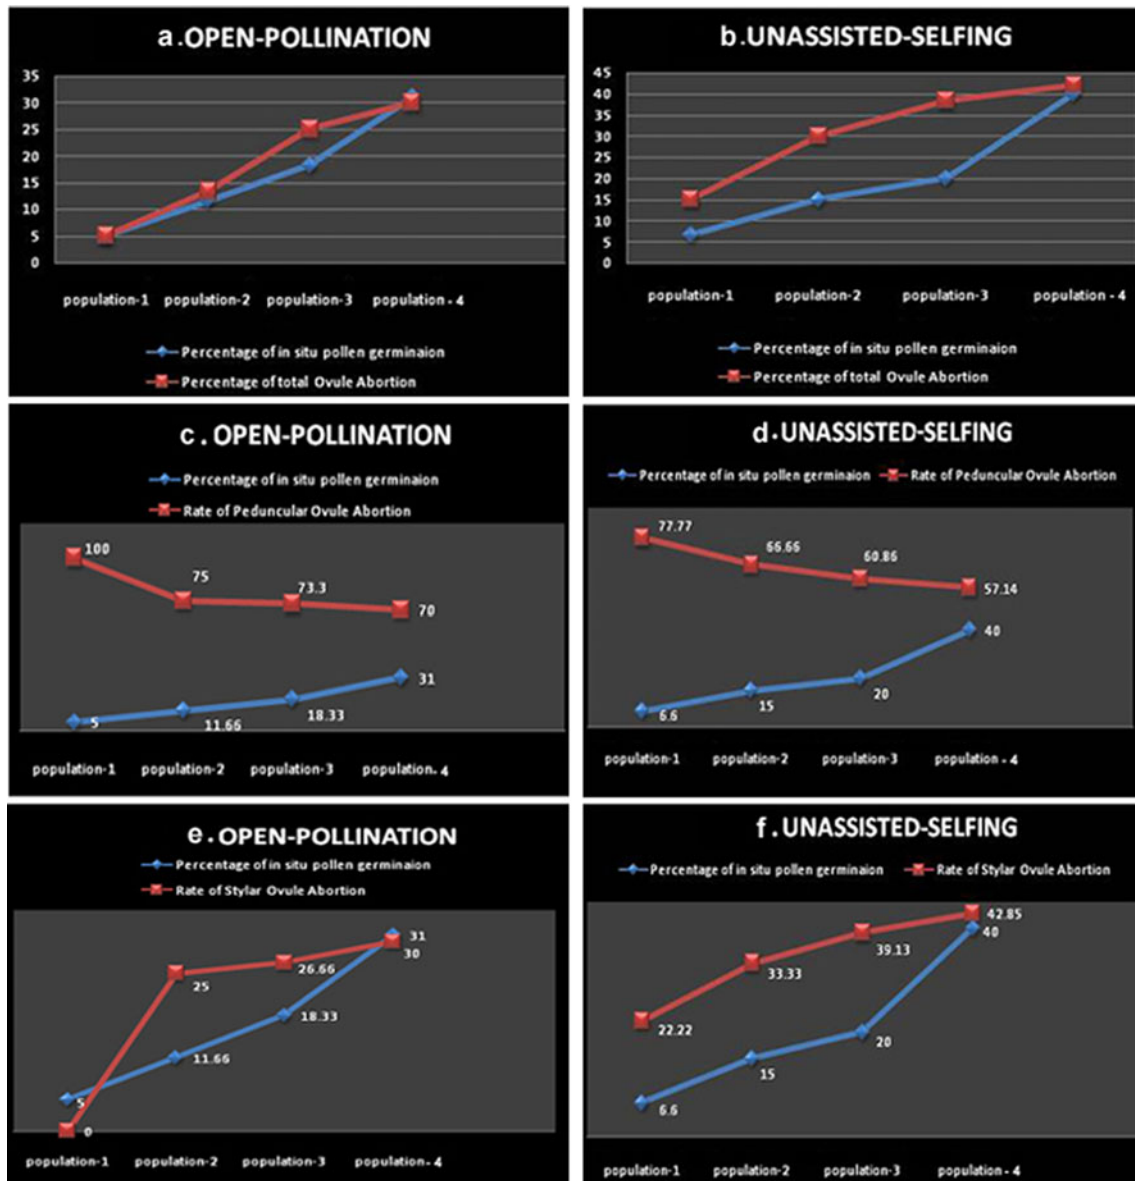 a.OPEN-POLLINATION
35
30
25
20
15
10
5
0
population-1 population-2 population-3 population - 4
Percentage of in situ pollen germinaion
Percentage of total Ovule Abortion
b.UNASSISTED-SELFING
45
40
35
30
25
20
15
10
5
0
population-1 population-2 population-3 population - 4
Percentage of in situ pollen germinaion
Percentage of total Ovule Abortion
c.OPEN-POLLINATION
Percentage of in situ pollen germinaion
Rate of Peduncular Ovule Abortion
100
75
73.3
70
31
18.33
11.66
5
population-1 population-2 population-3 population- 4
d.UNASSISTED-SELFING
Percentage of in situ pollen germinaion Rate of Peduncular Ovule Abortion
77.77
66.66
60.86
57.14
40
20
15
6.6
population-1 population-2 population-3 population - 4
e.OPEN-POLLINATION
Percentage of in situ pollen germinaion
Rate of Stylar Ovule Abortion
31
30
26.66
25
18.33
11.66
5
0
population-1 population-2 population-3 population - 4
f.UNASSISTED-SELFING
Percentage of in situ pollen germinaion Rate of Stylar Ovule Abortion
42.85
40
39.13
33.33
22.22
20
15
6.6
population-1 population-2 population-3 population - 4